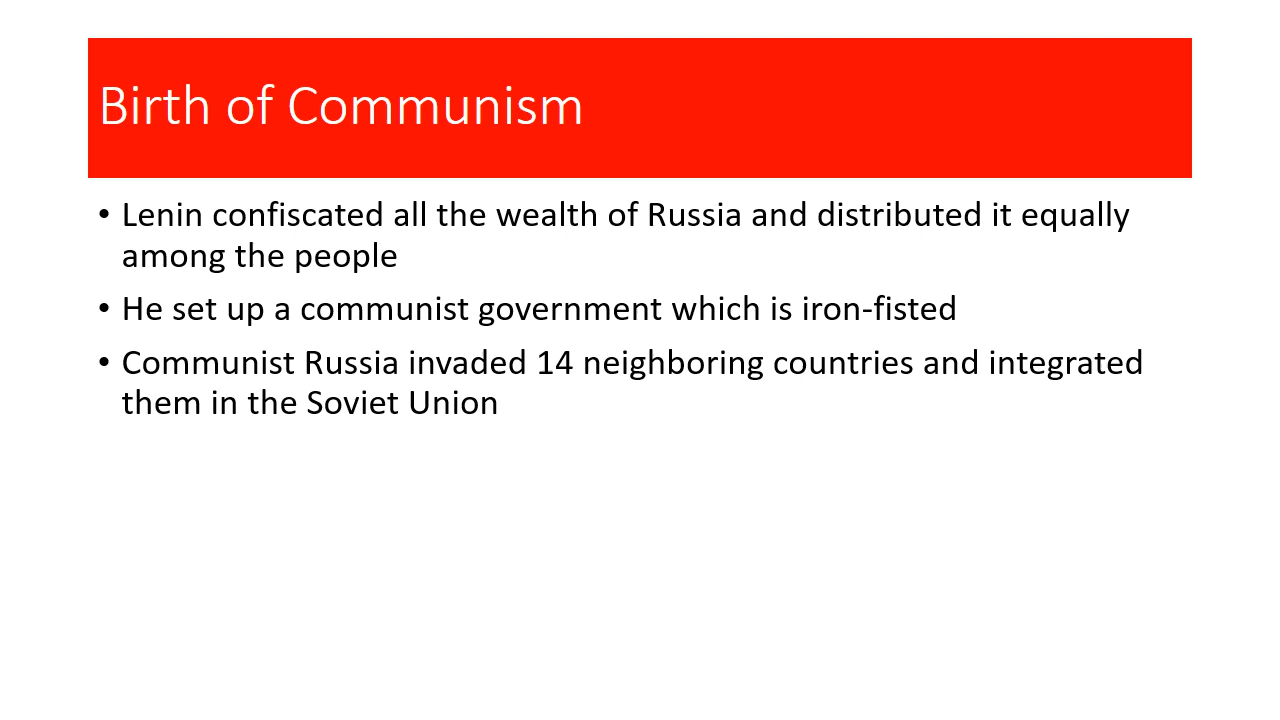 Birth of Communism
• Lenin confiscated all the wealth of Russia and distributed it equally
among the people
• He set up a communist government which is iron-fisted
• Communist Russia invaded 14 neighboring countries and integrated
them in the Soviet Union